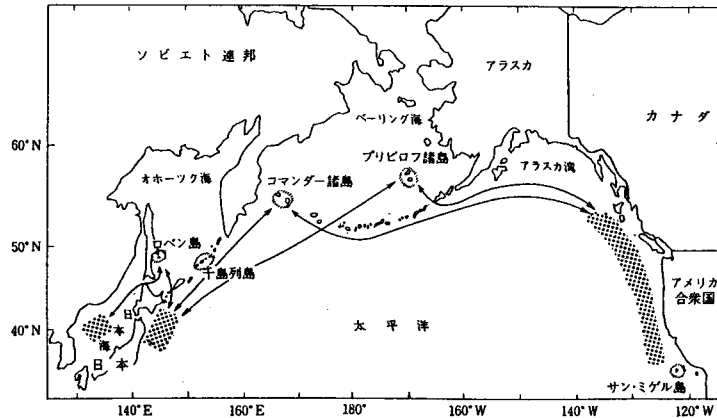 ソビエト連邦
アラスカ
カナダ
ベーリング海
60°N
プリビロフ諸島
オホーツク海
コマンダー諸島
アラスカ湾
ロベン島
50°N
千島列島
アメリカ
合衆国
日本海
40°N
太平洋
日本
サン・ミゲル島
140°E
160°
180°
160°W
140°W
120°W